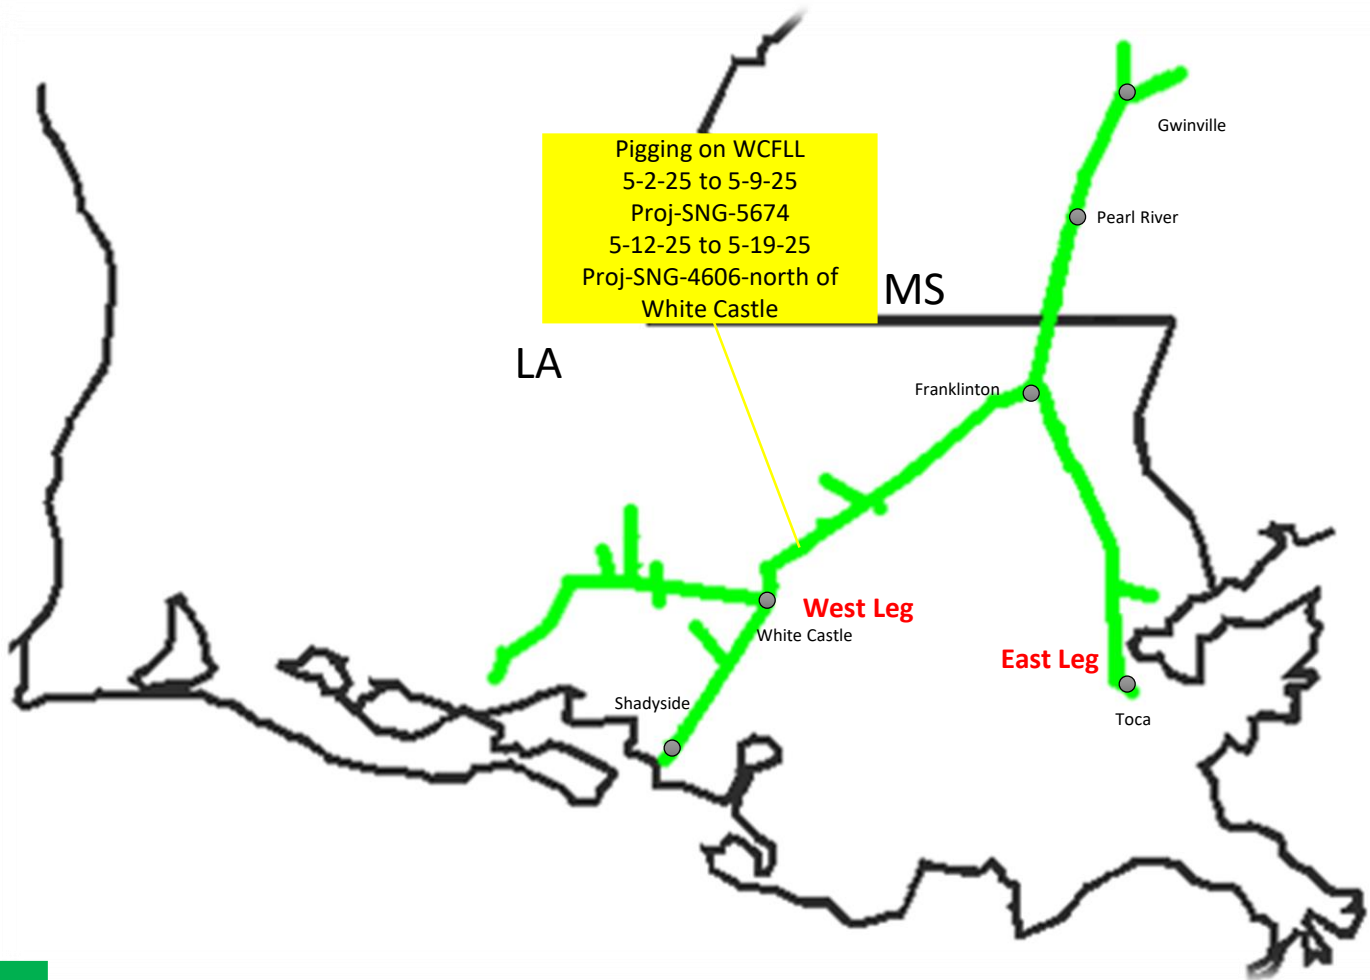 Gwinville
Pigging on WCFLL
5-2-25 to 5-9-25
Proj-SNG-5674
5-12-25 to 5-19-25
Proj-SNG-4606-north of
White Castle
Pearl River
MS
LA
Franklinton
West Leg
White Castle
East Leg
Shadyside
Toca